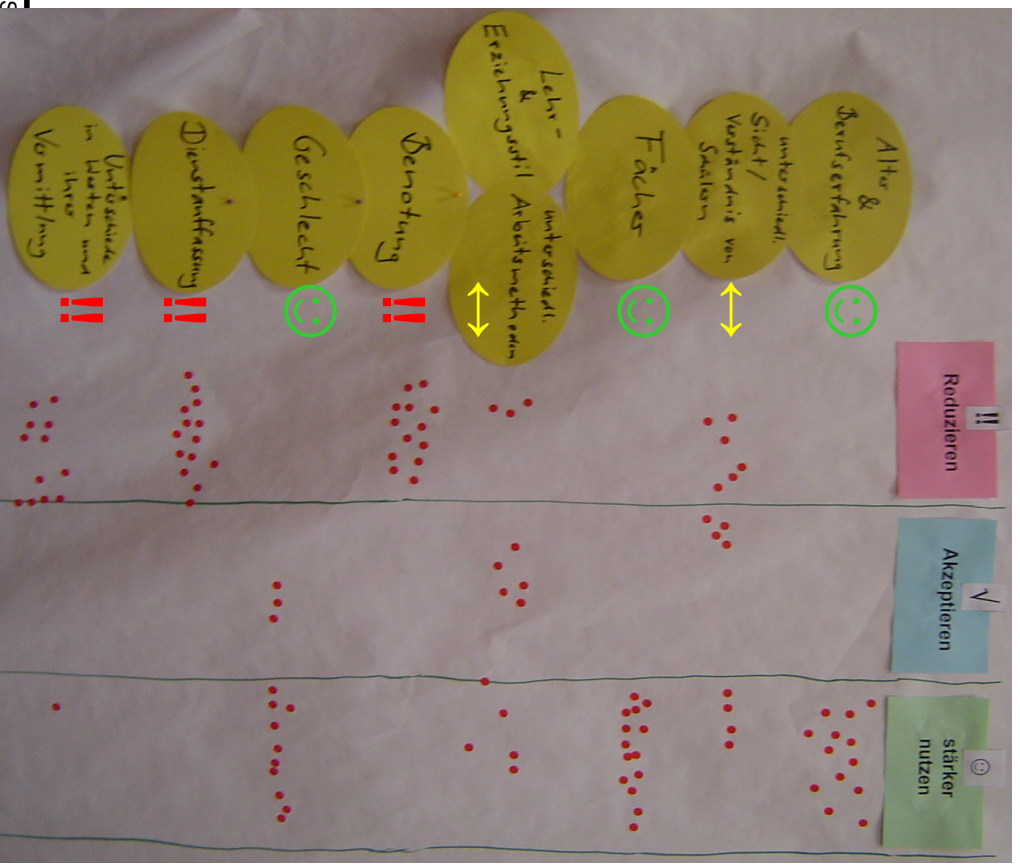 !!
√
☺
Reduzieren
Akzeptieren
stärker
nutzen
Alter
&
Berufserfahrung
unterschiedl.
Sicht/
Verständnis von
Schülern
Fächer
Lehr-
&
Erziehungsstil
unterschiedl.
Arbeitsmethoden
Benotung
!!
Geschlecht
Dienstauffassung
!!
Unterschiede
in Werten und
ihrer
Vermittlung
!!